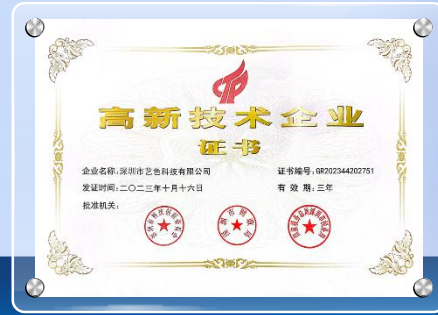 高新技术企业
证书
企业名称：深圳市艺色科技有限公司
证书编号：GR202344202751
发证时间：二〇二三年十月十六日
有 效 期：三年
批准机关：